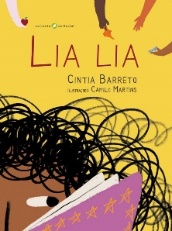 LIA LIA
CINTIA BARRETO
ILUSTRAÇÕES CAMILO MARTINS